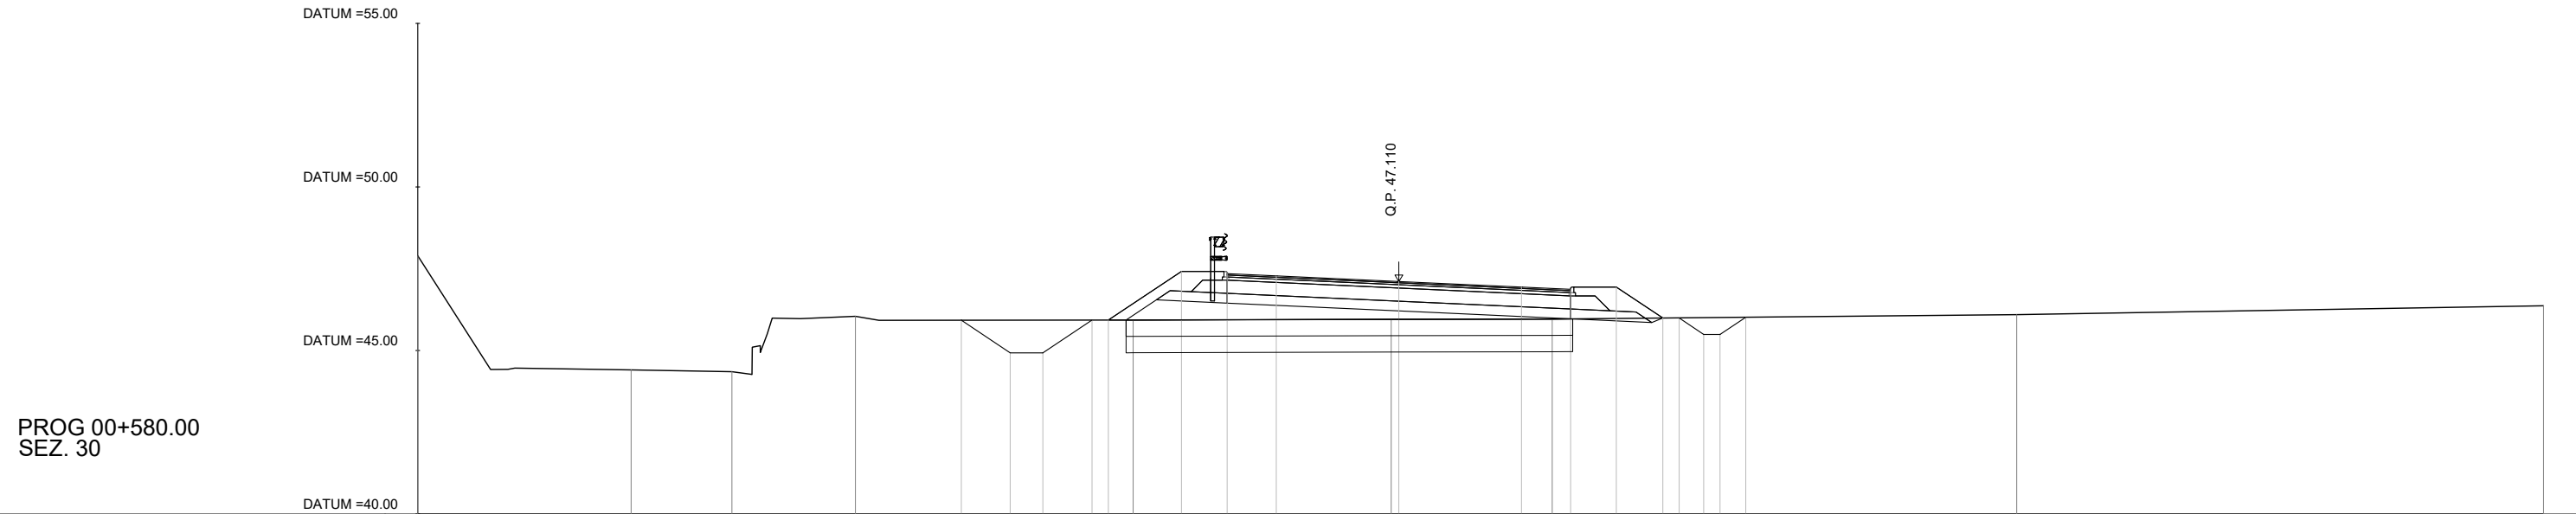 DATUM =55.00
DATUM =50.00
Q.P. 47.110
DATUM =45.00
PROG 00+580.00
SEZ. 30
DATUM =40.00